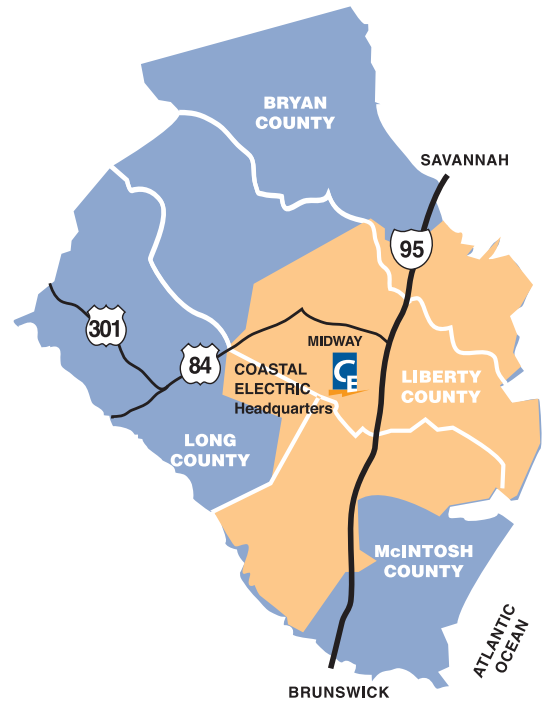 BRYAN
COUNTY
SAVANNAH
95
301
84
MIDWAY
COASTAL
ELECTRIC
Headquarters
CE
LIBERTY
COUNTY
LONG
COUNTY
McINTOSH
COUNTY
ATLANTIC
OCEAN
BRUNSWICK